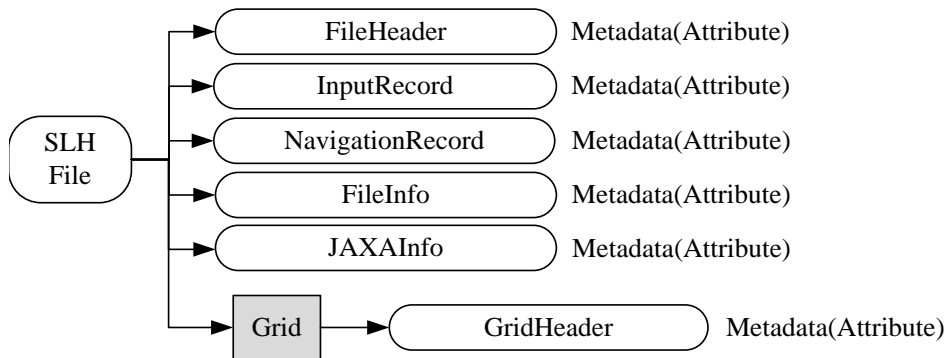 FileHeader Metadata(Attribute)
InputRecord Metadata(Attribute)
SLH
File
NavigationRecord Metadata(Attribute)
FileInfo Metadata(Attribute)
JAXAInfo Metadata(Attribute)
Grid GridHeader Metadata(Attribute)